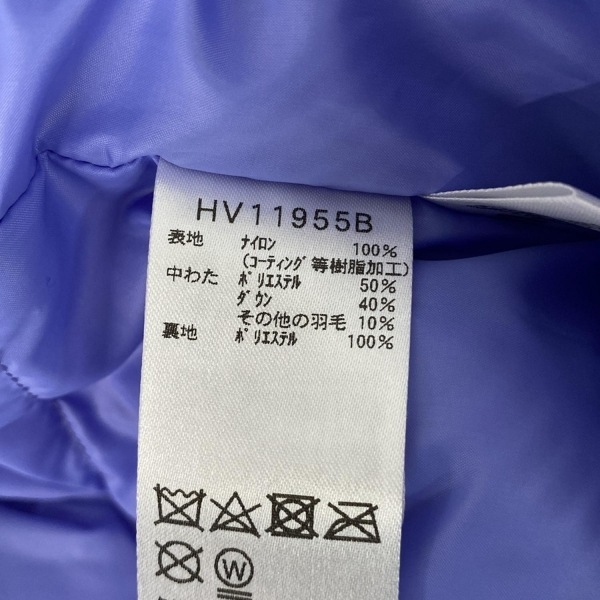 HV11955B
表地 ナイロン 100%
(コーティング等樹脂加工)
中わた ポリエステル 50%
ダウン 40%
その他の羽毛 10%
裏地 ポリエステル 100%
W